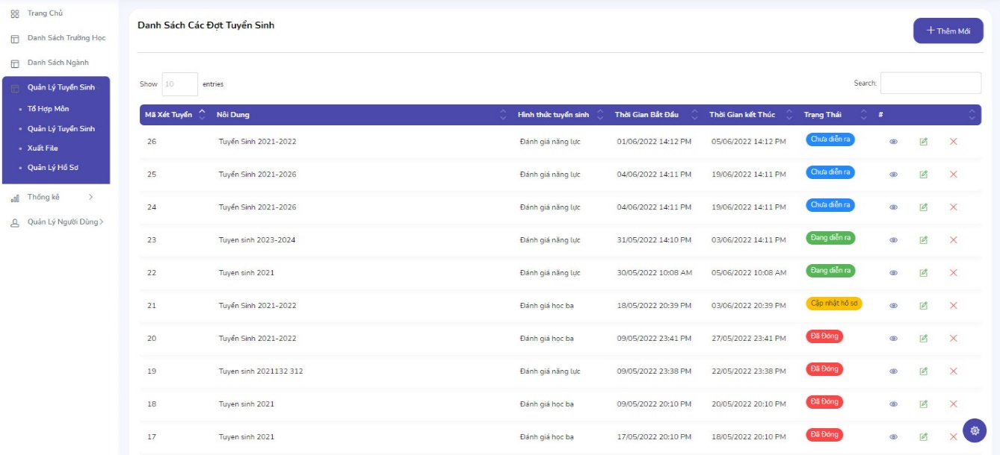 Trang Chủ
Danh Sách Trường Học
Danh Sách Ngành
Quản Lý Tuyển Sinh
Tổ Hợp Môn
Quản Lý Tuyển Sinh
Xuất File
Quản Lý Hồ Sơ
Thống kê
Quản Lý Người Dùng
Danh Sách Các Đợt Tuyển Sinh
+ Thêm Mới
Show 10 entries
Search:
Mã Xét Tuyển Nôi Dung Hình thức tuyển sinh Thời Gian Bắt Đầu Thời Gian kết Thúc Trạng Thái #
26 Tuyển Sinh 2021-2022 Đánh giá năng lực 01/06/2022 14:12 PM 05/06/2022 14:12 PM Chưa diễn ra
25 Tuyển Sinh 2021-2026 Đánh giá năng lực 04/06/2022 14:11 PM 19/06/2022 14:11 PM Chưa diễn ra
24 Tuyển Sinh 2021-2026 Đánh giá năng lực 04/06/2022 14:11 PM 19/06/2022 14:11 PM Chưa diễn ra
23 Tuyen sinh 2023-2024 Đánh giá năng lực 31/05/2022 14:10 PM 03/06/2022 14:11 PM Đang diễn ra
22 Tuyen sinh 2021 Đánh giá năng lực 30/05/2022 10:08 AM 05/06/2022 10:08 AM Đang diễn ra
21 Tuyển Sinh 2021-2022 Đánh giá học bạ 18/05/2022 20:39 PM 03/06/2022 20:39 PM Cập nhật hồ sơ
20 Tuyển Sinh 2021-2022 Đánh giá học bạ 09/05/2022 23:41 PM 27/05/2022 23:41 PM Đã Đóng
19 Tuyen sinh 2021132 312 Đánh giá năng lực 09/05/2022 23:38 PM 22/05/2022 23:38 PM Đã Đóng
18 Tuyen sinh 2021 Đánh giá học bạ 09/05/2022 20:10 PM 20/05/2022 20:10 PM Đã Đóng
17 Tuyen sinh 2021 Đánh giá học bạ 17/05/2022 20:10 PM 18/05/2022 20:10 PM Đã Đóng